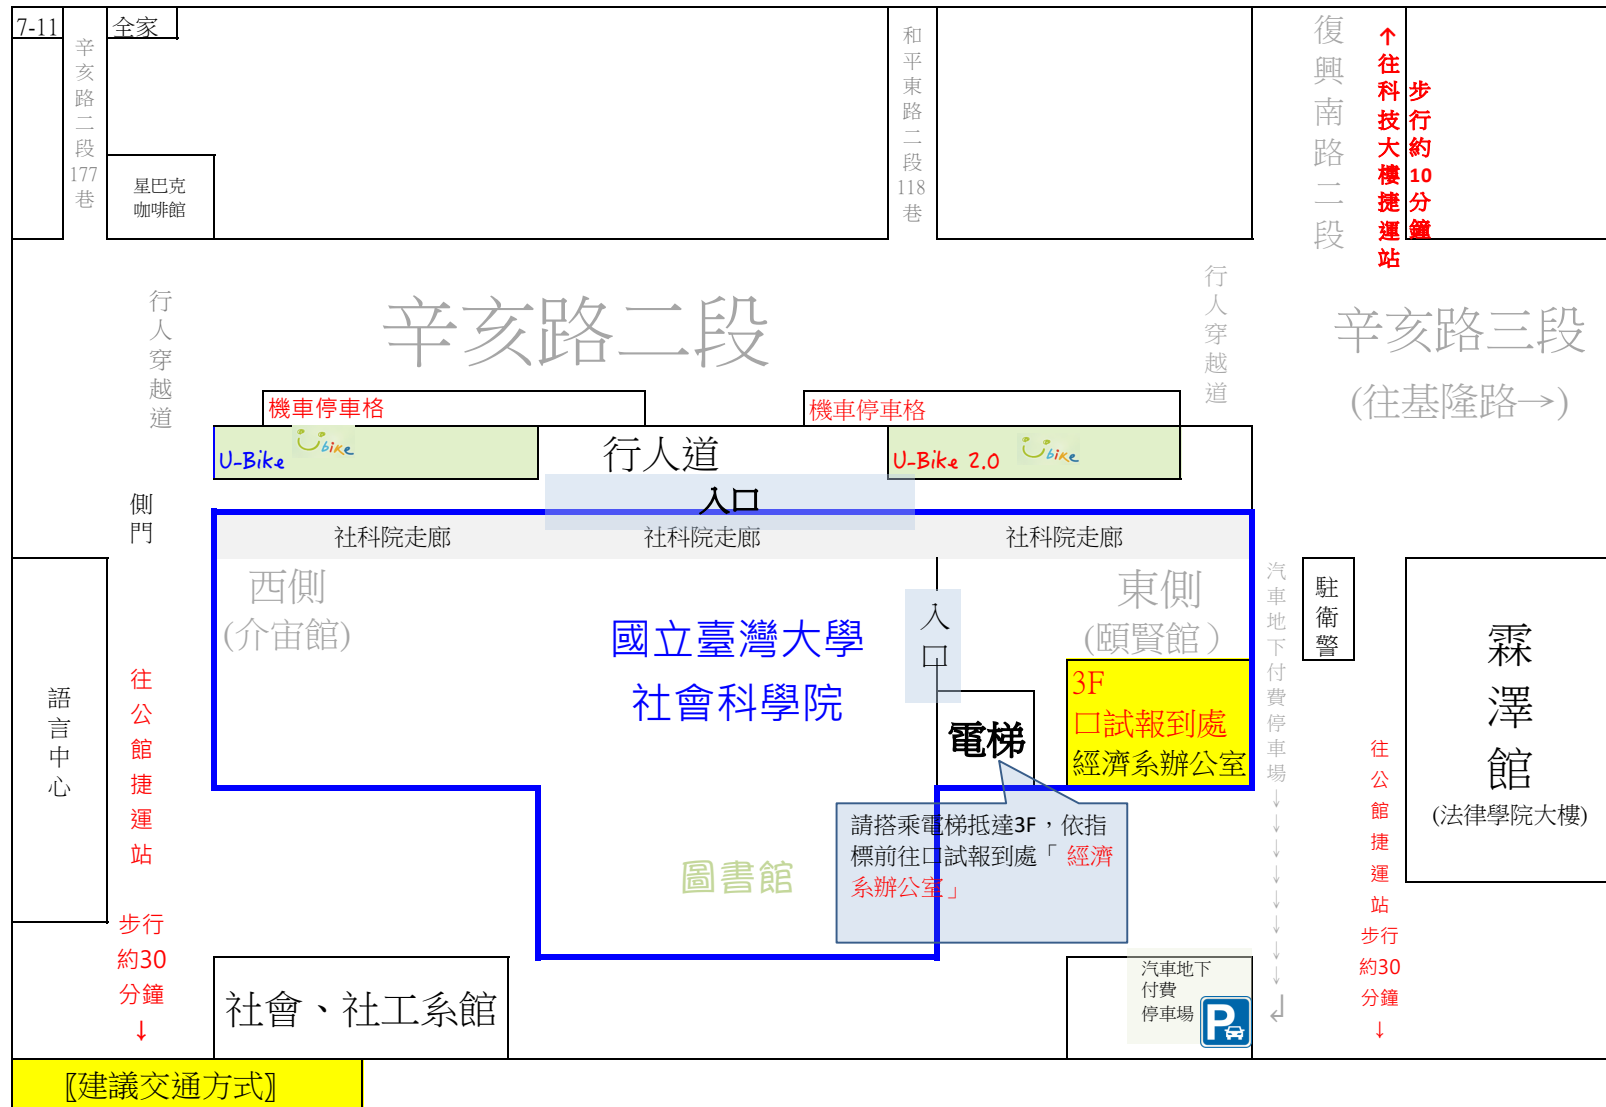 7-11
全家
辛亥路二段177巷
星巴克
咖啡館
和平東路二段118巷
復興南路二段
↑往科技大樓捷運站
步行約10分鐘
行人穿越道
辛亥路二段
行人穿越道
辛亥路三段
(往基隆路→)
機車停車格
機車停車格
U-Bike
Ubike
行人道
U-Bike 2.0
Ubike
入口
側門
社科院走廊
社科院走廊
社科院走廊
西側
(介宙館)
國立臺灣大學
社會科學院
入口
東側
(頤賢館)
3F
口試報到處
經濟系辦公室
電梯
請搭乘電梯抵達3F，依指
標前往口試報到處「 經濟
系辦公室」
圖書館
語言中心
往公館捷運站
步行
約30
分鐘
↓
汽車地下付費停車場↓↓↓↓↓↓↓↓
駐衛警
霖澤館
(法律學院大樓)
往公館捷運站
步行
約30
分鐘
↓
社會、社工系館
汽車地下
付費
停車場
P
〖建議交通方式〗